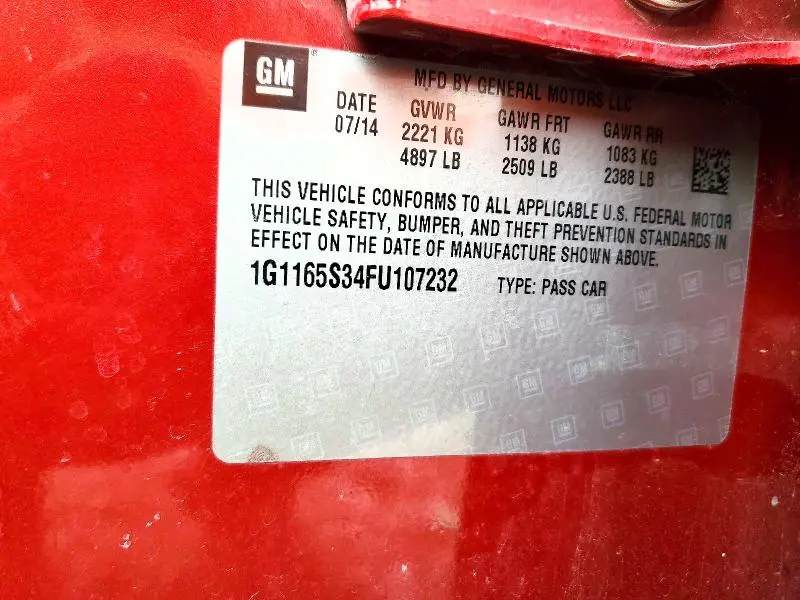 GM
MFD BY GENERAL MOTORS LLC
DATE GVWR GAWR FRT GAWR RR
07/14 2221 KG 1138 KG 1083 KG
4897 LB 2509 LB 2388 LB
THIS VEHICLE CONFORMS TO ALL APPLICABLE U.S. FEDERAL MOTOR
VEHICLE SAFETY, BUMPER, AND THEFT PREVENTION STANDARDS IN
EFFECT ON THE DATE OF MANUFACTURE SHOWN ABOVE.
1G1165S34FU107232 TYPE: PASS CAR